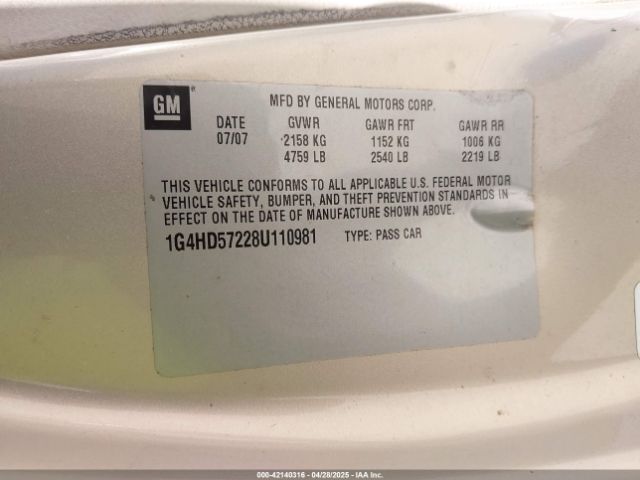 GM
MFD BY GENERAL MOTORS CORP.
DATE GVWR GAWR FRT GAWR RR
07/07 2158 KG 1152 KG 1006 KG
4759 LB 2540 LB 2219 LB
THIS VEHICLE CONFORMS TO ALL APPLICABLE U.S. FEDERAL MOTOR
VEHICLE SAFETY, BUMPER, AND THEFT PREVENTION STANDARDS IN
EFFECT ON THE DATE OF MANUFACTURE SHOWN ABOVE.
1G4HD57228U110981 TYPE: PASS CAR
000-42140316 - 04/28/2025 - IAA Inc.